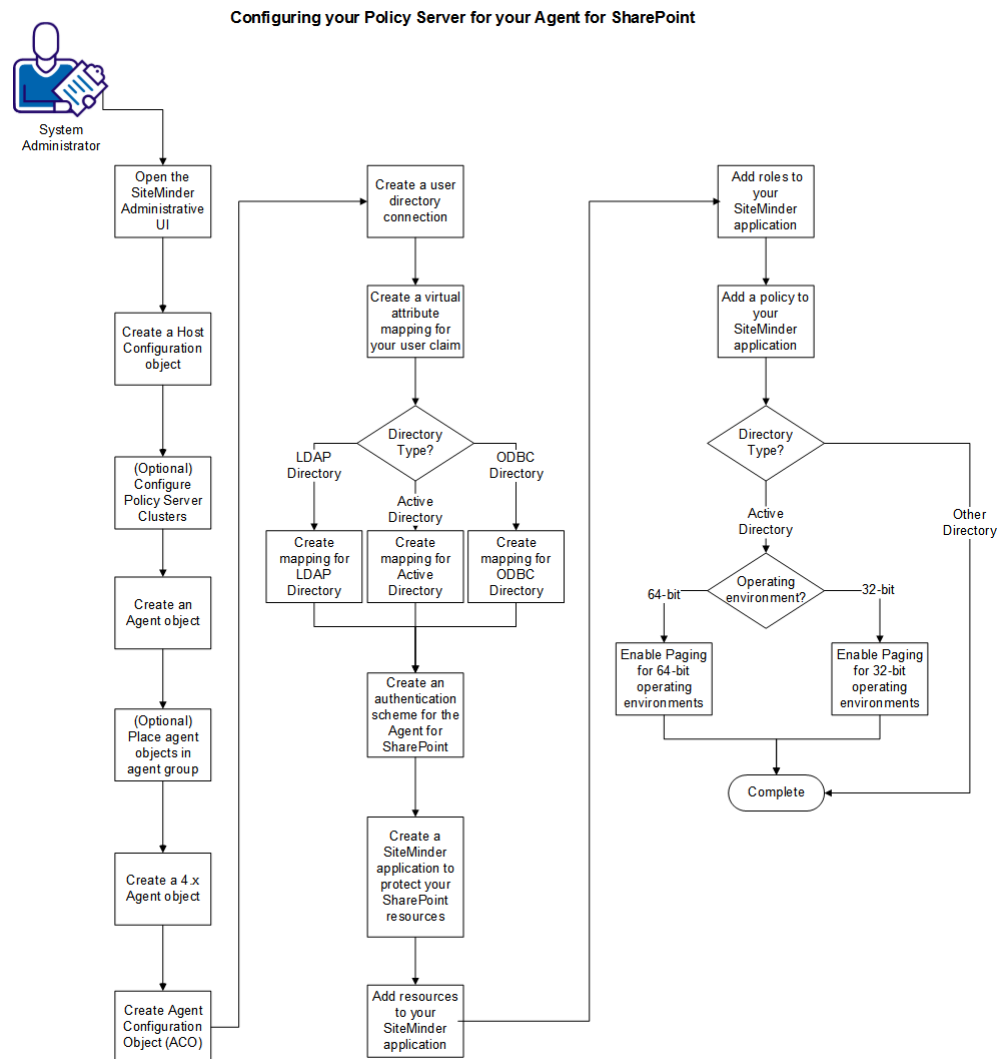 Configuring your Policy Server for your Agent for SharePoint
System
Administrator
Open the
SiteMinder
Administrative
UI
Create a Host
Configuration
object
(Optional)
Configure
Policy Server
Clusters
Create an
Agent object
(Optional)
Place agent
objects in
agent group
Create a 4.x
Agent object
Create Agent
Configuration
Object (ACO)
Create a user
directory
connection
Create a virtual
attribute
mapping for
your user claim
Directory
Type?
LDAP
Directory
Active
Directory
ODBC
Directory
Create
mapping for
LDAP
Directory
Create
mapping for
Active
Directory
Create
mapping for
ODBC
Directory
Create an
authentication
scheme for the
Agent for
SharePoint
Create a
SiteMinder
application to
protect your
SharePoint
resources
Add resources
to your
SiteMinder
application
Add roles to
your
SiteMinder
application
Add a policy to
your
SiteMinder
application
Directory
Type?
Active
Directory
Other
Directory
Operating
environment?
64-bit
32-bit
Enable Paging
for 64-bit
operating
environments
Enable Paging
for 32-bit
operating
environments
Complete